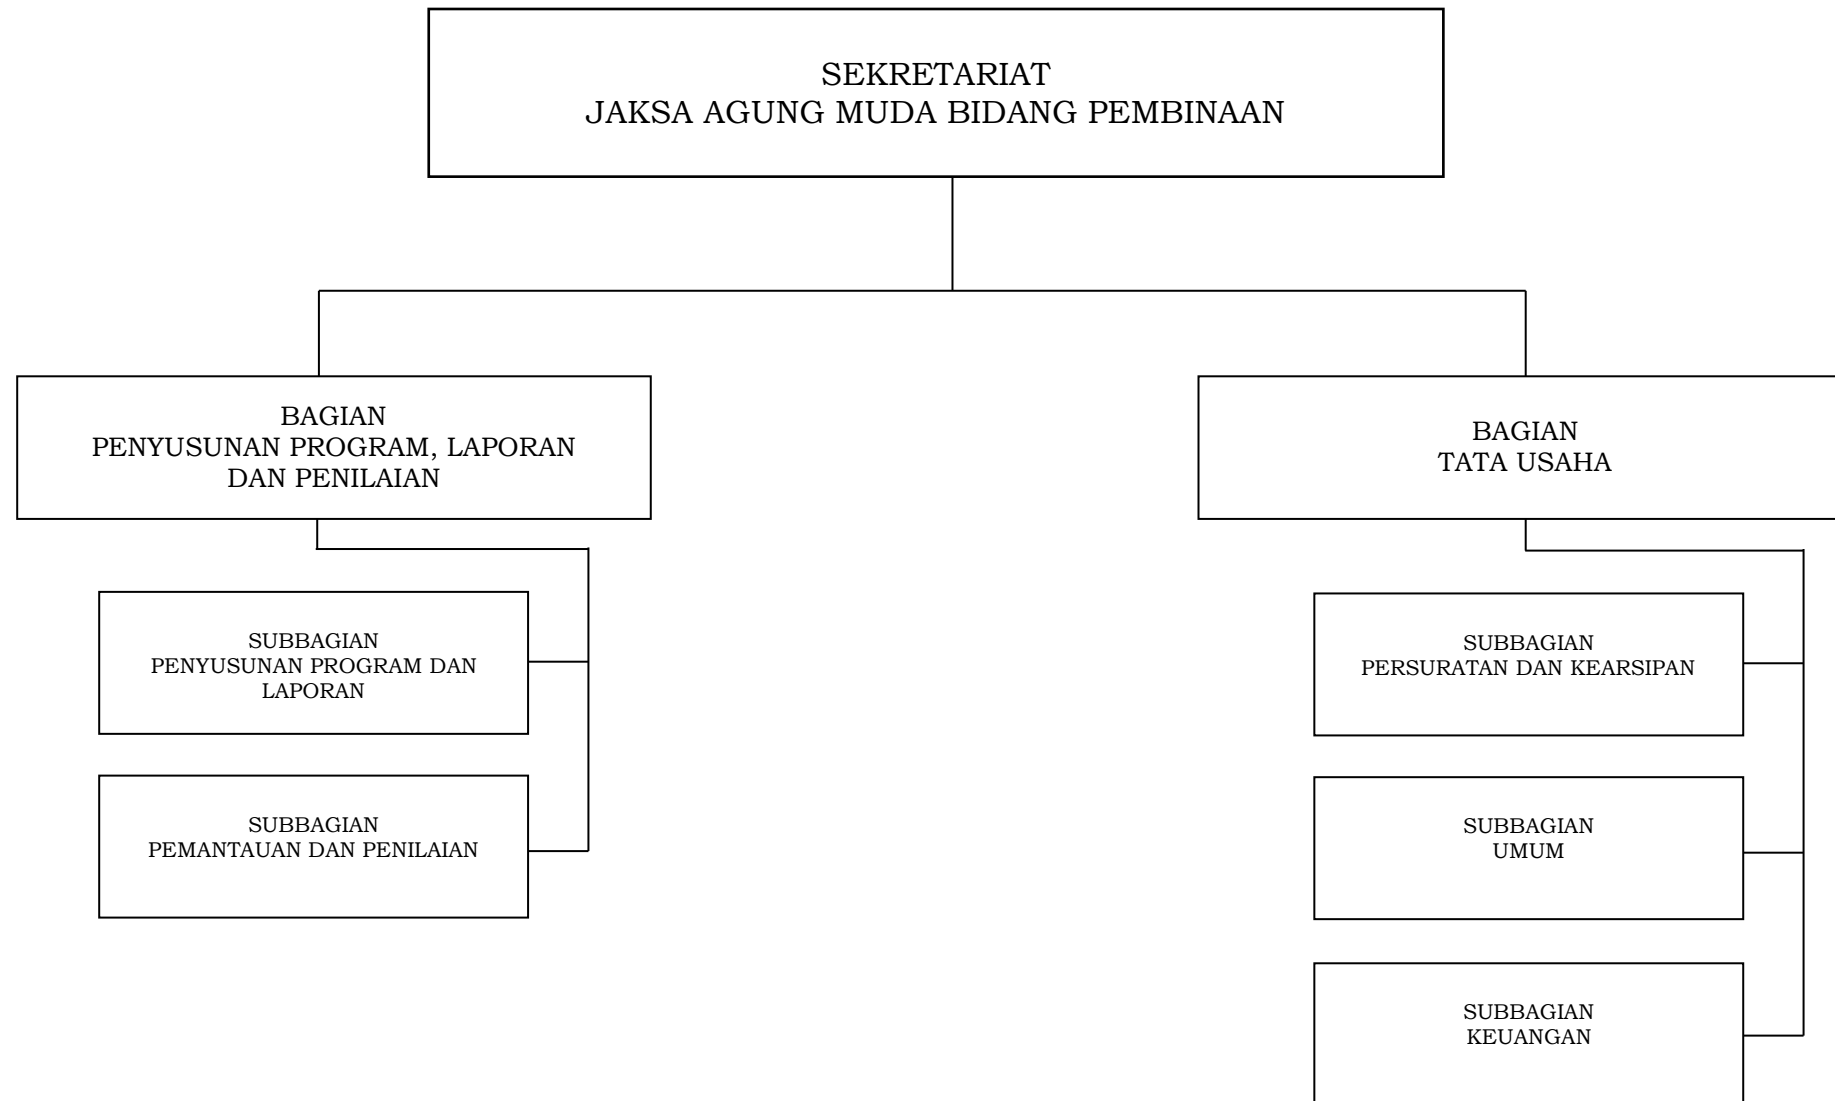 SEKRETARIAT
JAKSA AGUNG MUDA BIDANG PEMBINAAN
BAGIAN
PENYUSUNAN PROGRAM, LAPORAN
DAN PENILAIAN
BAGIAN
TATA USAHA
SUBBAGIAN
PENYUSUNAN PROGRAM DAN
LAPORAN
SUBBAGIAN
PEMANTAUAN DAN PENILAIAN
SUBBAGIAN
PERSURATAN DAN KEARSIPAN
SUBBAGIAN
UMUM
SUBBAGIAN
KEUANGAN